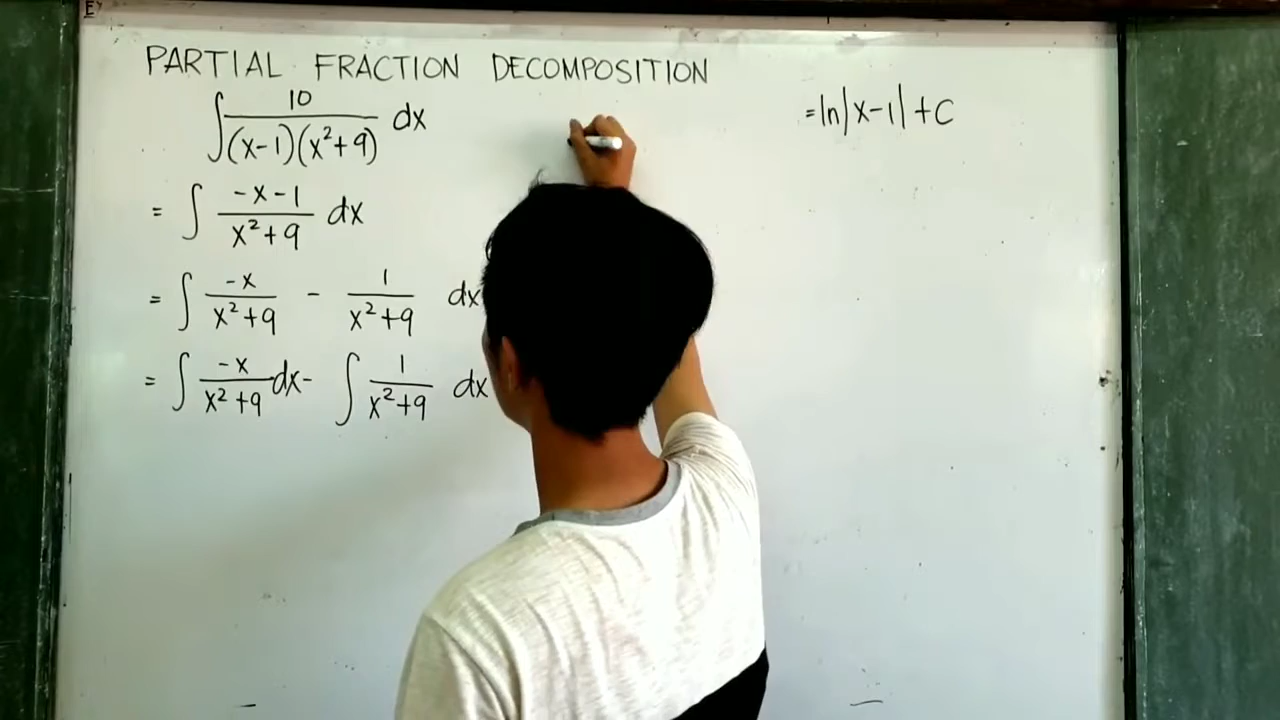 PARTIAL FRACTION DECOMPOSITION
∫ 10 / (x-1)(x²+9) dx
= ln|x-1| + C
= ∫ -x-1 / x²+9 dx
= ∫ -x / x²+9 - 1 / x²+9 dx
= ∫ -x / x²+9 dx - ∫ 1 / x²+9 dx